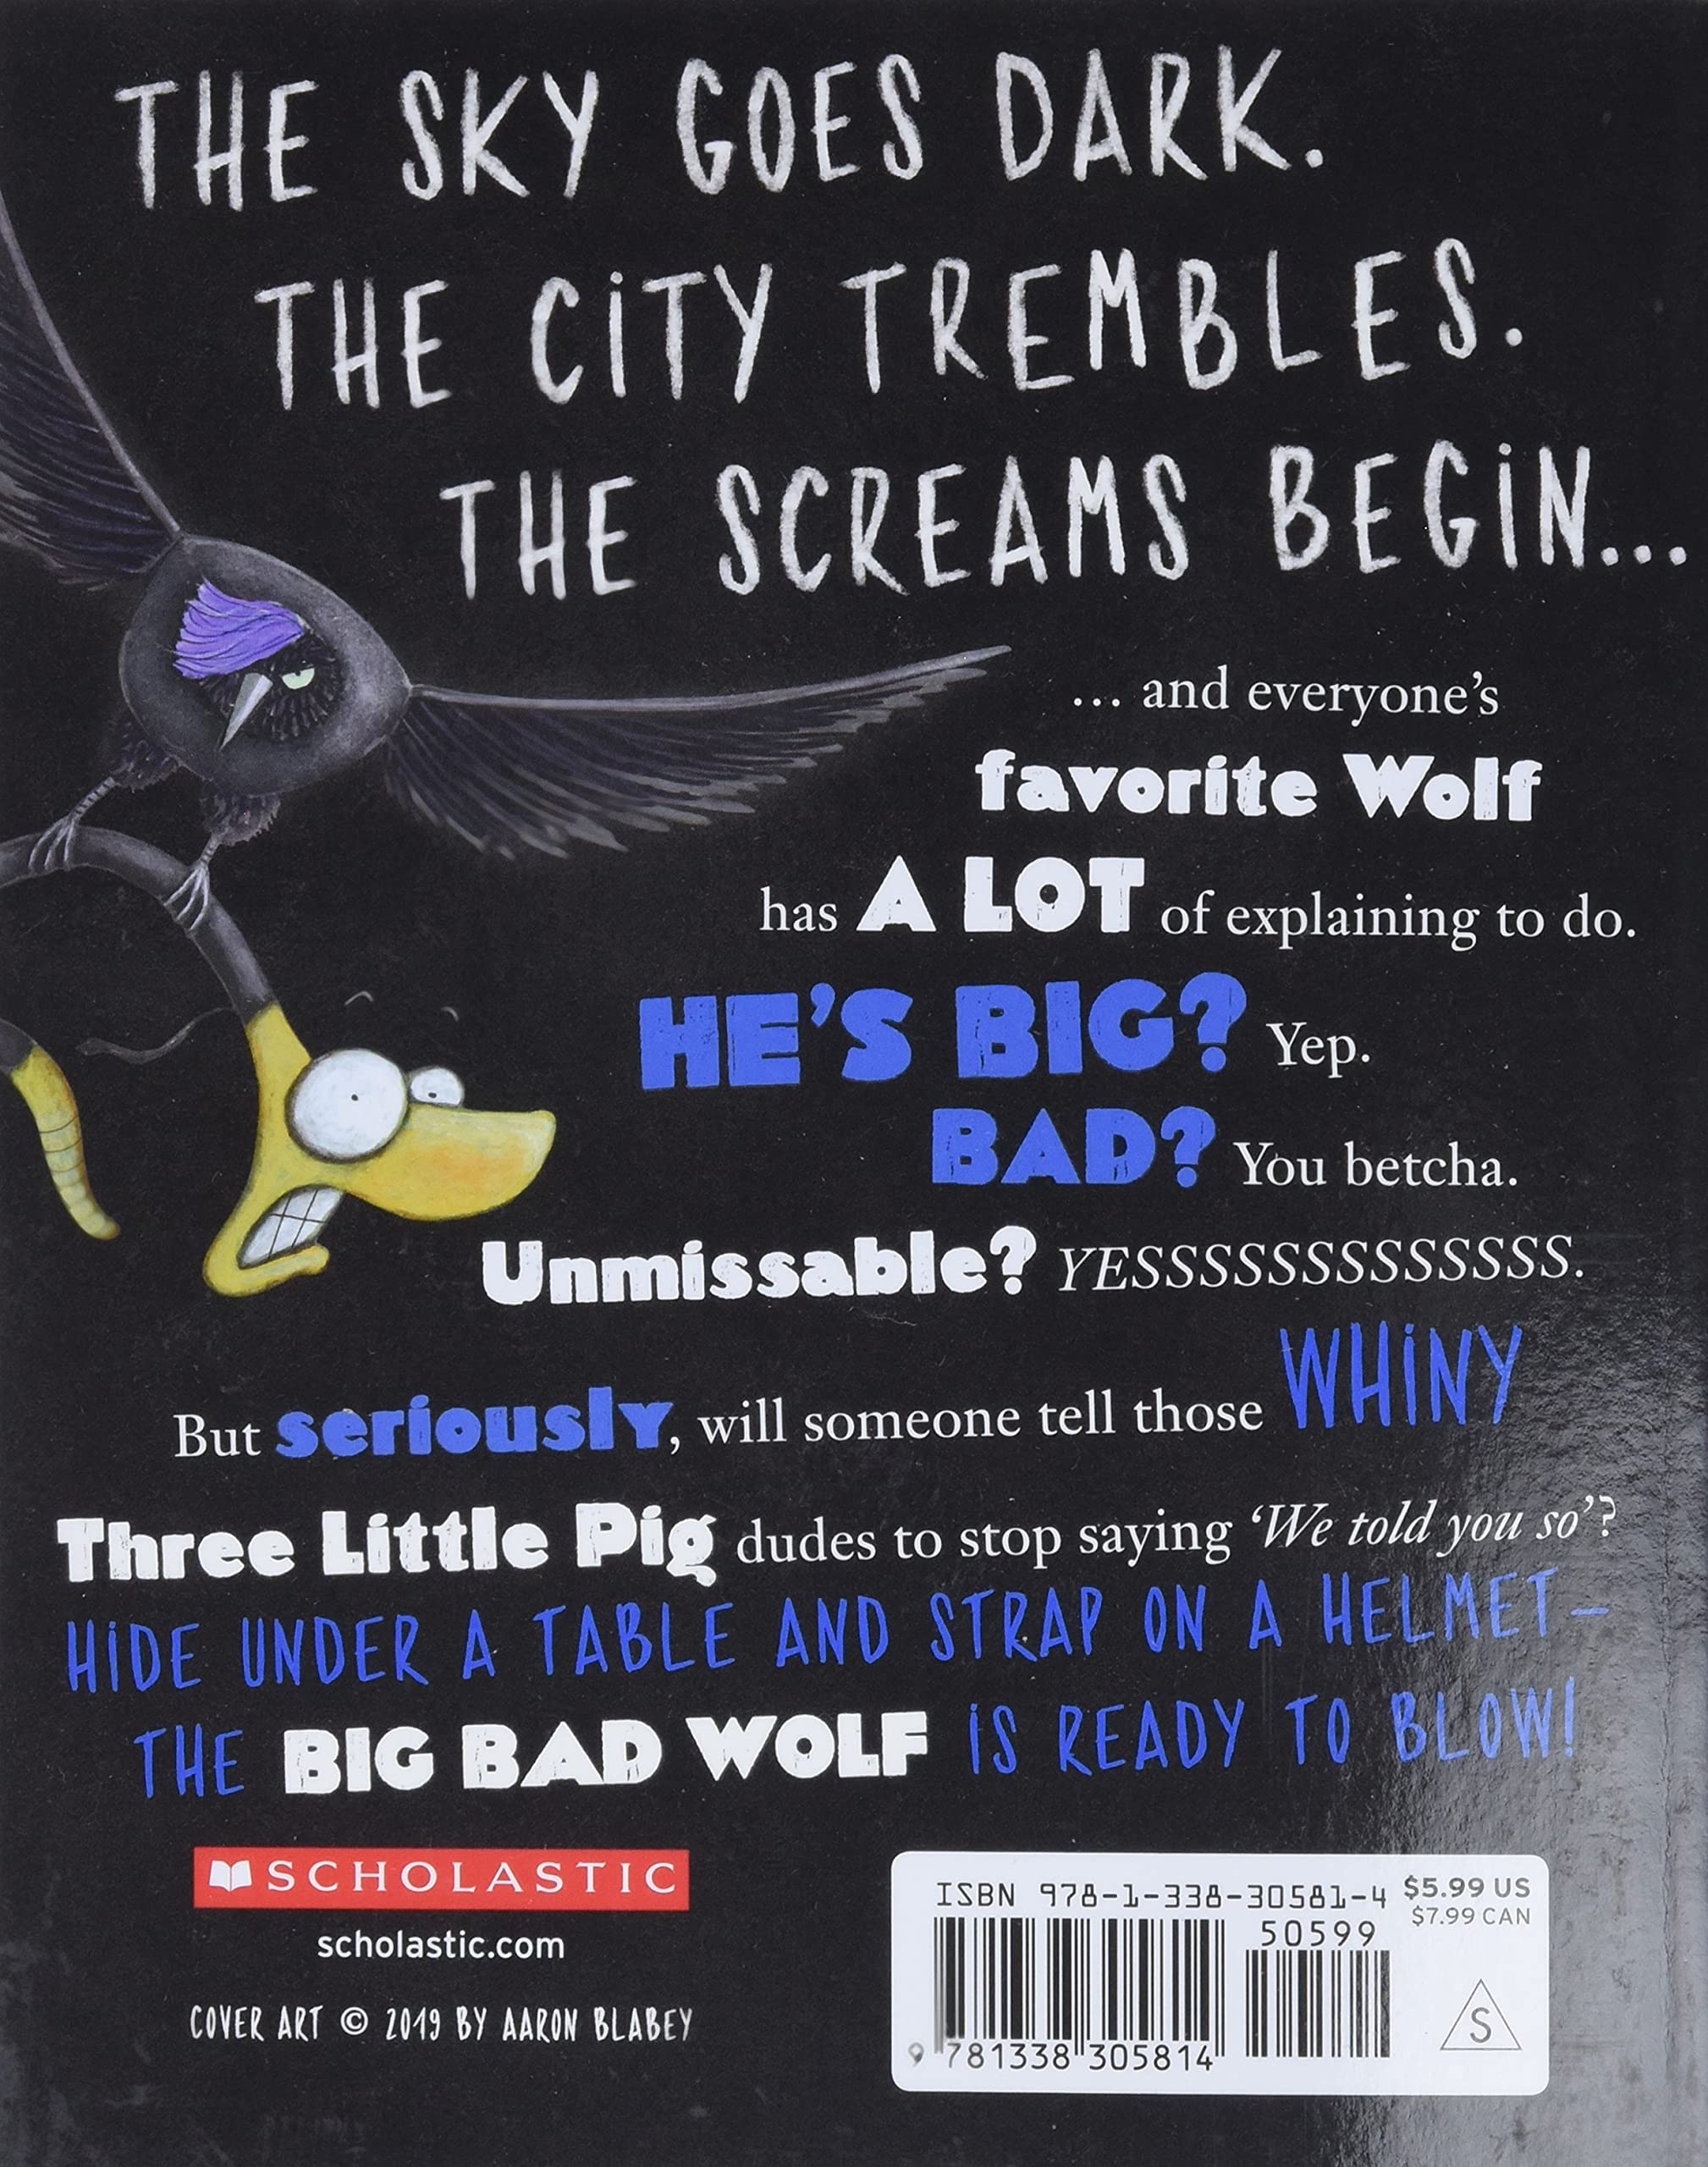 THE SKY GOES DARK.
THE CITY TREMBLES.
THE SCREAMS BEGIN...
... and everyone's
favorite Wolf
has A LOT of explaining to do.
HE'S BIG? Yep.
BAD? You betcha.
Unmissable? YESSSSSSSSSSSSS.
But seriously, will someone tell those WHINY
Three Little Pig dudes to stop saying 'We told you so'?
HIDE UNDER A TABLE AND STRAP ON A HELMET–
THE BIG BAD WOLF IS READY TO BLOW!
SCHOLASTIC
scholastic.com
COVER ART © 2019 BY AARON BLABEY
ISBN 978-1-338-30581-4
$5.99 US
$7.99 CAN
50599
9 781338 305814
S